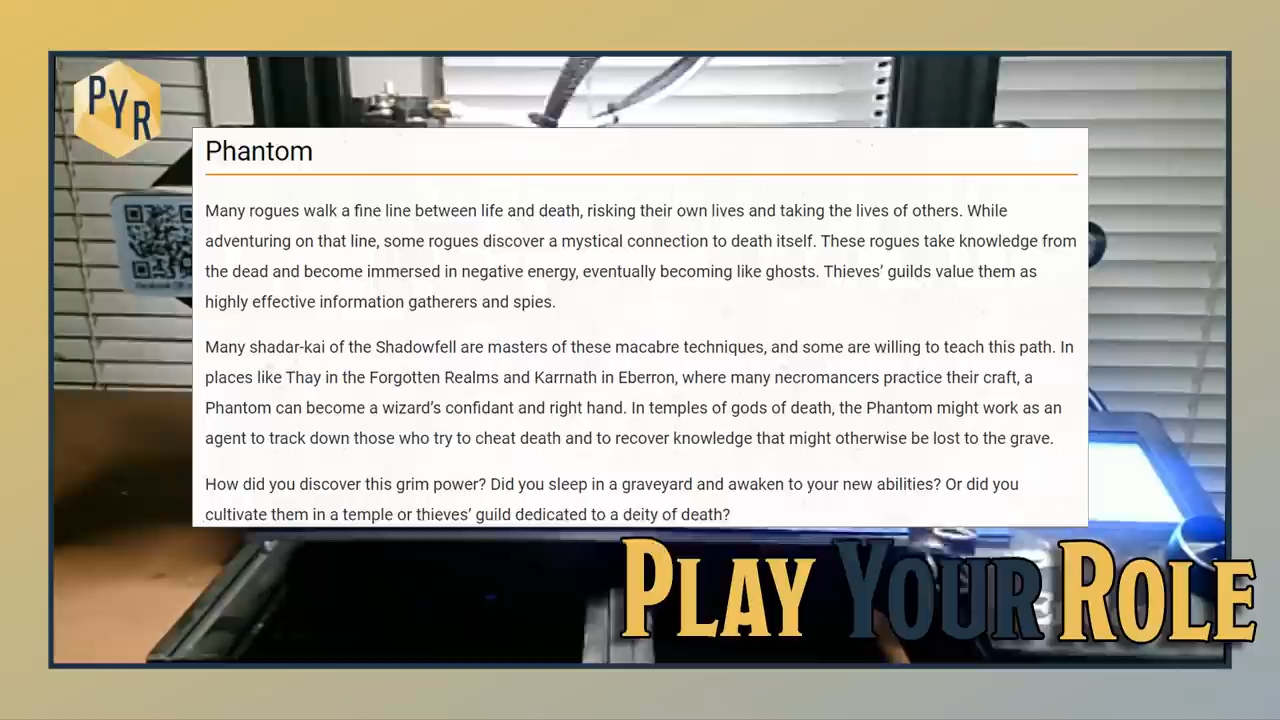 PYR
Phantom
Many rogues walk a fine line between life and death, risking their own lives and taking the lives of others. While
adventuring on that line, some rogues discover a mystical connection to death itself. These rogues take knowledge from
the dead and become immersed in negative energy, eventually becoming like ghosts. Thieves’ guilds value them as
highly effective information gatherers and spies.
Many shadar-kai of the Shadowfell are masters of these macabre techniques, and some are willing to teach this path. In
places like Thay in the Forgotten Realms and Karrnath in Eberron, where many necromancers practice their craft, a
Phantom can become a wizard’s confidant and right hand. In temples of gods of death, the Phantom might work as an
agent to track down those who try to cheat death and to recover knowledge that might otherwise be lost to the grave.
How did you discover this grim power? Did you sleep in a graveyard and awaken to your new abilities? Or did you
cultivate them in a temple or thieves’ guild dedicated to a deity of death?
PLAY YOUR ROLE